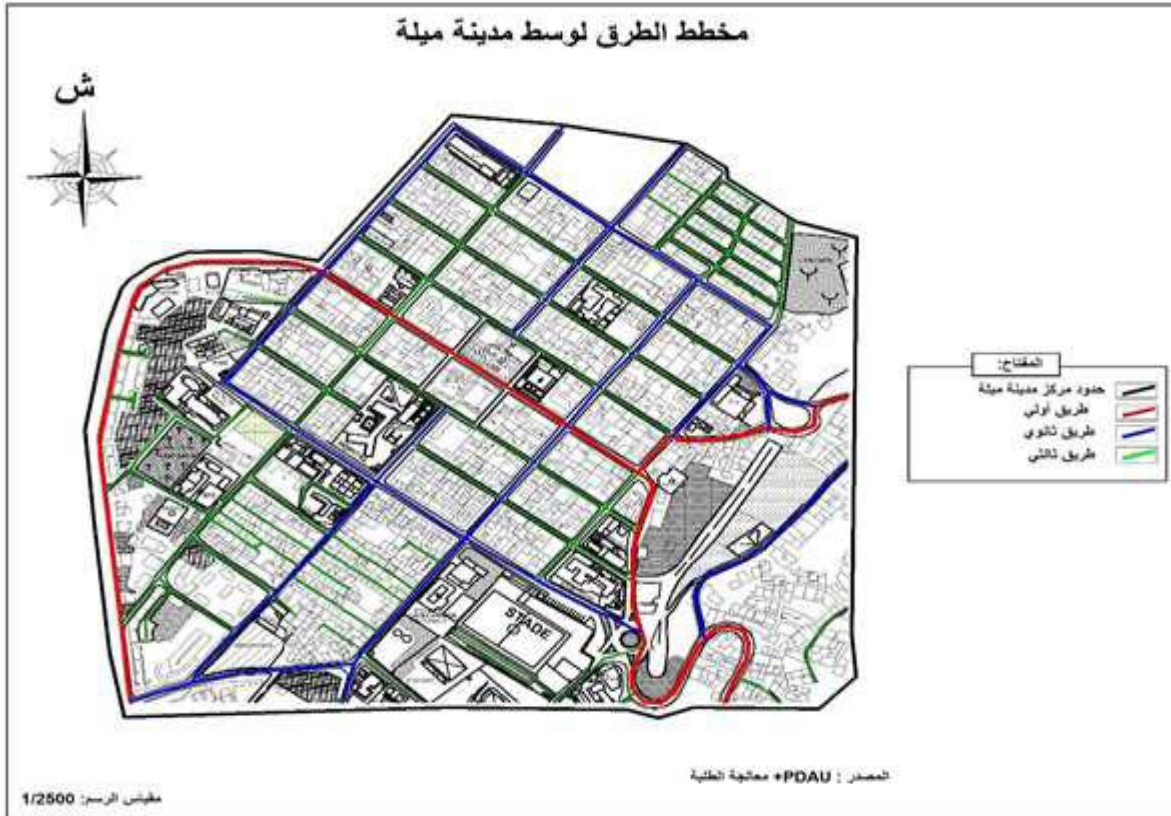 مخطط الطرق لوسط مدينة ميلة
ش
STADE
المفتاح:
حدود مركز مدينة ميلة
طريق أولي
طريق ثانوي
طريق ثالثي
المصدر : PDAU+ معالجة الطلبة
مقياس الرسم: 1/2500